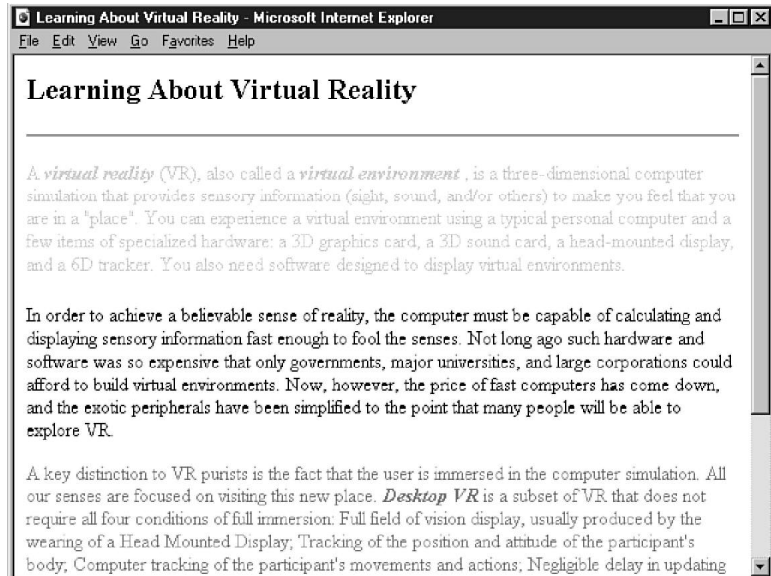 Learning About Virtual Reality - Microsoft Internet Explorer
File Edit View Go Favorites Help
Learning About Virtual Reality
A virtual reality (VR), also called a virtual environment , is a three-dimensional computer
simulation that provides sensory information (sight, sound, and/or others) to make you feel that you
are in a "place". You can experience a virtual environment using a typical personal computer and a
few items of specialized hardware: a 3D graphics card, a 3D sound card, a head-mounted display,
and a 6D tracker. You also need software designed to display virtual environments.
In order to achieve a believable sense of reality, the computer must be capable of calculating and
displaying sensory information fast enough to fool the senses. Not long ago such hardware and
software was so expensive that only governments, major universities, and large corporations could
afford to build virtual environments. Now, however, the price of fast computers has come down,
and the exotic peripherals have been simplified to the point that many people will be able to
explore VR.
A key distinction to VR purists is the fact that the user is immersed in the computer simulation. All
our senses are focused on visiting this new place. Desktop VR is a subset of VR that does not
require all four conditions of full immersion: Full field of vision display, usually produced by the
wearing of a Head Mounted Display; Tracking of the position and attitude of the participant's
body; Computer tracking of the participant's movements and actions; Negligible delay in updating